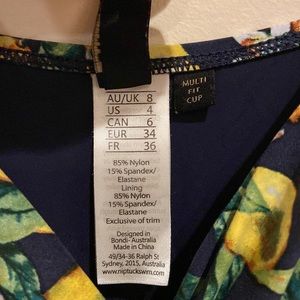 AU/UK 8
US 4
CAN 6
EUR 34
FR 36
85% Nylon
15% Spandex/
Elastane
Lining
85% Nylon
15% Spandex/
Elastane
Exclusive of trim
Designed in
Bondi- Australia
Made in China
49/34-36 Ralph St
Sydney, 2015, Australia
www.niptuckswim.com
MULTI
FIT
CUP